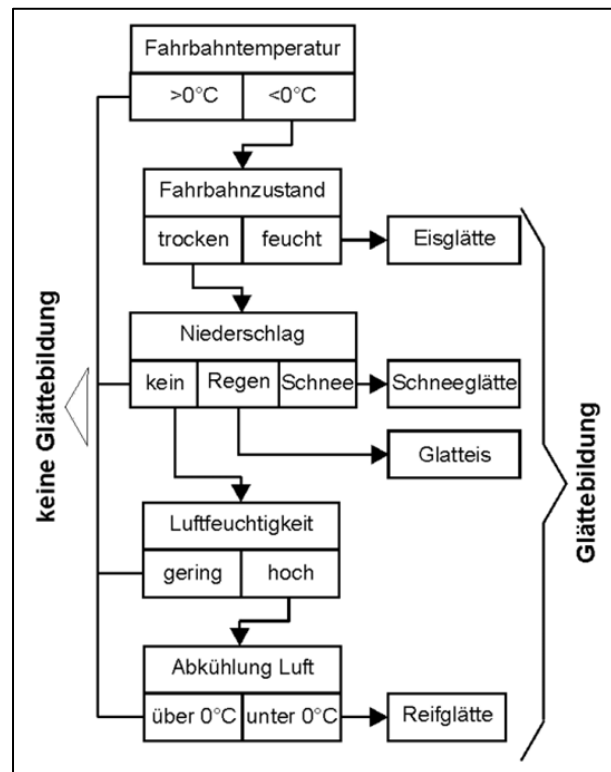 Fahrbahntemperatur
>0°C <0°C
Fahrbahnzustand
trocken feucht
Eisglätte
Niederschlag
kein Regen Schnee
Schneeglätte
Glatteis
Luftfeuchtigkeit
gering hoch
Abkühlung Luft
über 0°C unter 0°C
Reifglätte
keine Glättebildung
Glättebildung